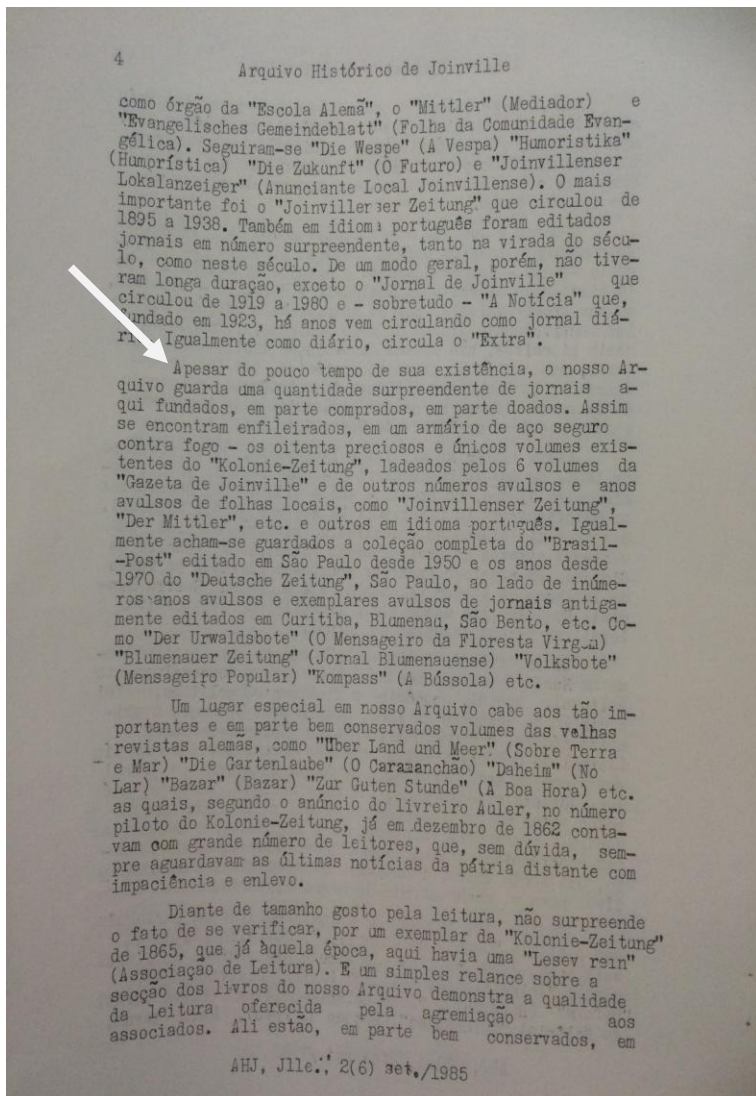 4
Arquivo Histórico de Joinville
como órgão da "Escola Alemã", o "Mittler" (Mediador) e
"Evangelisches Gemeindeblatt" (Folha da Comunidade Evan-
gélica). Seguiram-se "Die Wespe" (A Vespa) "Humoristika"
(Humorística) "Die Zukunft" (O Futuro) e "Joinvillenser
Lokalanzeiger" (Anunciante Local Joinvillense). O mais
importante foi o "Joinvillerser Zeitung" que circulou de
1895 a 1938. Também em idioma português foram editados
jornais em número surpreendente, tanto na virada do sécu-
lo, como neste século. De um modo geral, porém, não tive-
ram longa duração, exceto o "Jornal de Joinville" que
circulou de 1919 a 1980 e - sobretudo - "A Notícia" que,
fundado em 1923, há anos vem circulando como jornal diá-
Igualmente como diário, circula o "Extra".
Apesar do pouco tempo de sua existência, o nosso Ar-
quivo guarda uma quantidade surpreendente de jornais a-
qui fundados, em parte comprados, em parte doados. Assim
se encontram enfileirados, em um armário de aço seguro
contra fogo - os oitenta preciosos e únicos volumes exis-
tentes do "Kolonie-Zeitung", ladeados pelos 6 volumes da
"Gazeta de Joinville" e de outros números avulsos e anos
avulsos de folhas locais, como "Joinvillenser Zeitung",
"Der Mittler", etc. e outros em idioma português. Igual-
mente acham-se guardados a coleção completa do "Brasil-
-Post" editado em São Paulo desde 1950 e os anos desde
1970 do "Deutsche Zeitung", São Paulo, ao lado de inúme-
ros anos avulsos e exemplares avulsos de jornais antiga-
mente editados em Curitiba, Blumenau, São Bento, etc. Co-
mo "Der Urwaldsbote" (O Mensageiro da Floresta Virgem)
"Blumenauer Zeitung" (Jornal Blumenauense) "Volksbote"
(Mensageiro Popular) "Kompass" (A Bússola) etc.
Um lugar especial em nosso Arquivo cabe aos tão im-
portantes e em parte bem conservados volumes das velhas
revistas alemãs, como "Uber Land und Meer" (Sobre Terra
e Mar) "Die Gartenlaube" (O Caramanchão) "Daheim" (No
Lar) "Bazar" (Bazar) "Zur Guten Stunde" (A Boa Hora) etc.
as quais, segundo o anúncio do livreiro Auler, no número
piloto do Kolonie-Zeitung, já em dezembro de 1862 conta-
vam com grande número de leitores, que, sem dúvida, sem-
pre aguardavam as últimas notícias da pátria distante com
impaciência e enlevo.
Diante de tamanho gosto pela leitura, não surpreende
o fato de se verificar, por um exemplar da "Kolonie-Zeitung"
de 1865, que já àquela época, aqui havia uma "Lesev rein"
(Associação de Leitura). E um simples relance sobre a
secção dos livros do nosso Arquivo demonstra a qualidade
da leitura oferecida pela agremiação aos
associados. Ali estão, em parte bem conservados, em
AHJ, Jlle., 2(6) set./1985